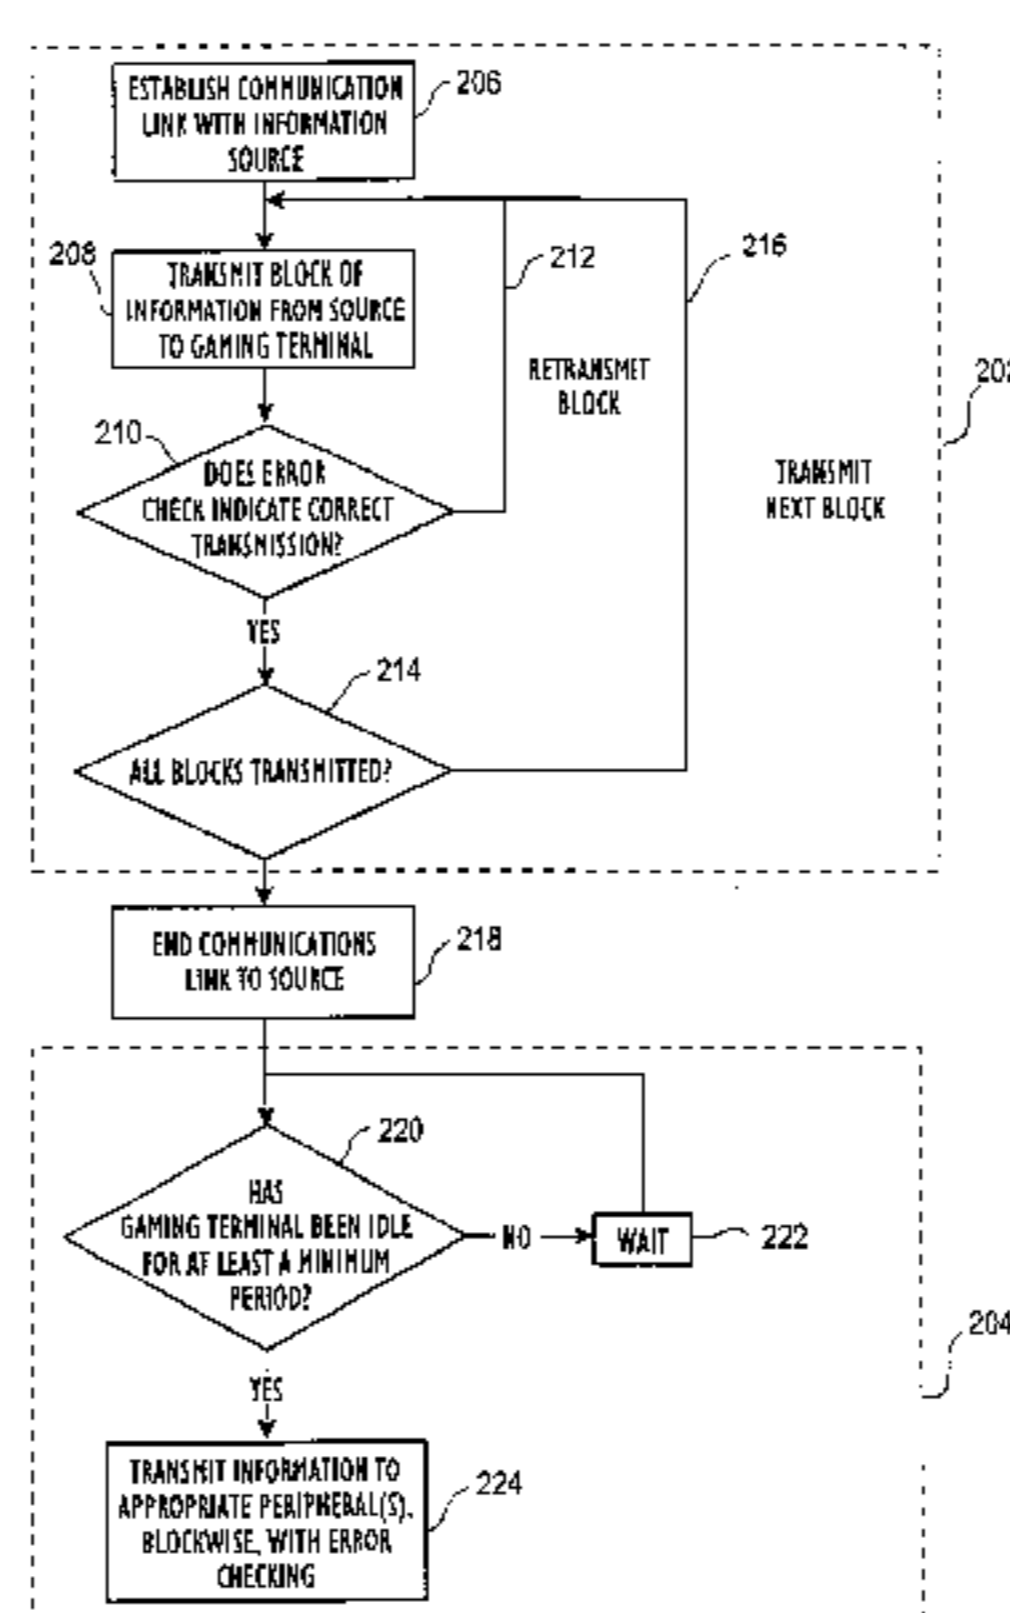 ESTABLISH COMMUNICATION
LINK WITH INFORMATION
SOURCE
206
208
TRANSMIT BLOCK OF
INFORMATION FROM SOURCE
TO GAMING TERMINAL
212
216
RETRANSMIT
BLOCK
202
210
DOES ERROR
CHECK INDICATE CORRECT
TRANSMISSION?
TRANSMIT
NEXT BLOCK
YES
214
ALL BLOCKS TRANSMITTED?
END COMMUNICATIONS
LINK TO SOURCE
218
220
HAS
GAMING TERMINAL BEEN IDLE
FOR AT LEAST A MINIMUM
PERIOD?
NO
WAIT
222
204
YES
TRANSMIT INFORMATION TO
APPROPRIATE PERIPHERAL(S),
BLOCKWISE, WITH ERROR
CHECKING
224